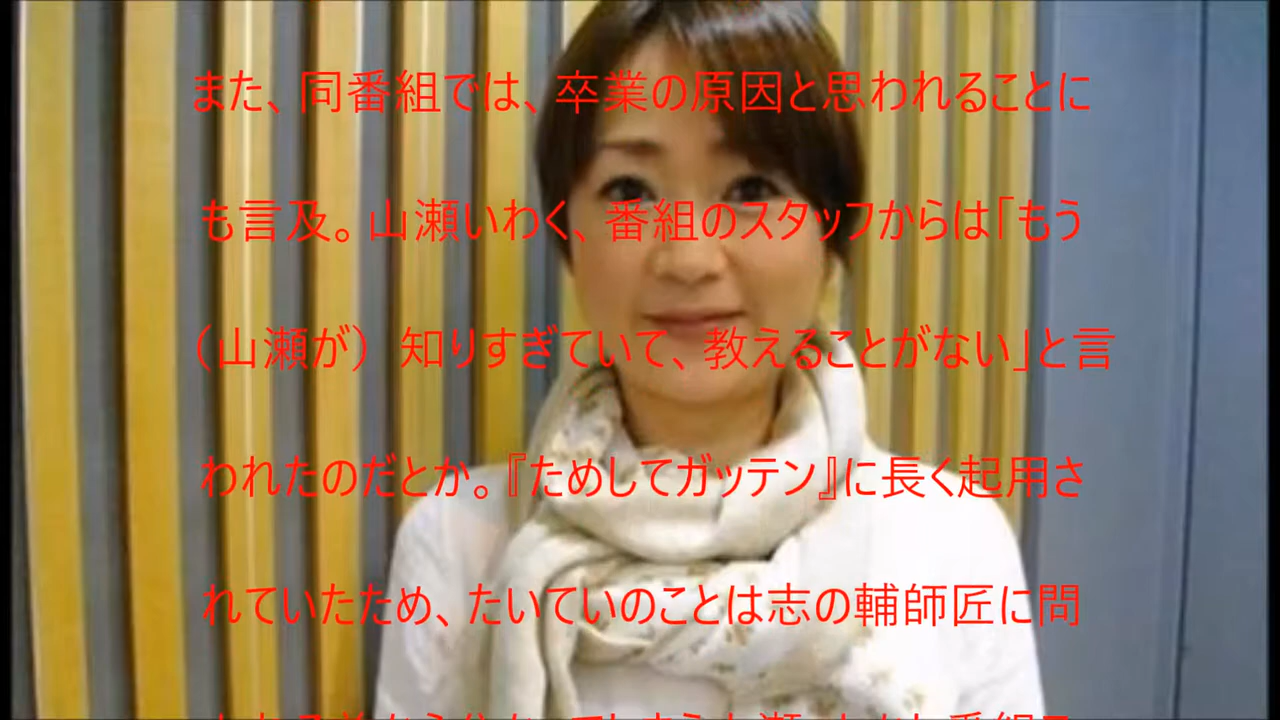 また、同番組では、卒業の原因と思われることに
も言及。山瀬いわく、番組のスタッフからは「もう
（山瀬が） 知りすぎていて、教えることがない」と言
われたのだとか。『ためしてガッテン』に長く起用さ
れていたため、たいていのことは志の輔師匠に問